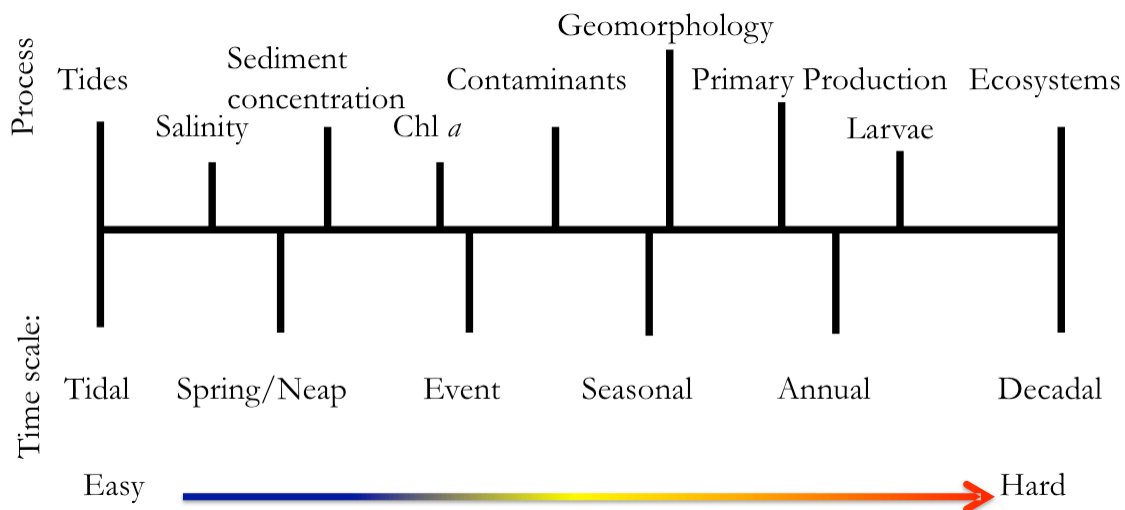 Process
Geomorphology
Tides
Sediment
concentration
Contaminants
Primary Production
Ecosystems
Salinity
Chl a
Larvae
Time scale:
Tidal
Spring/Neap
Event
Seasonal
Annual
Decadal
Easy
Hard